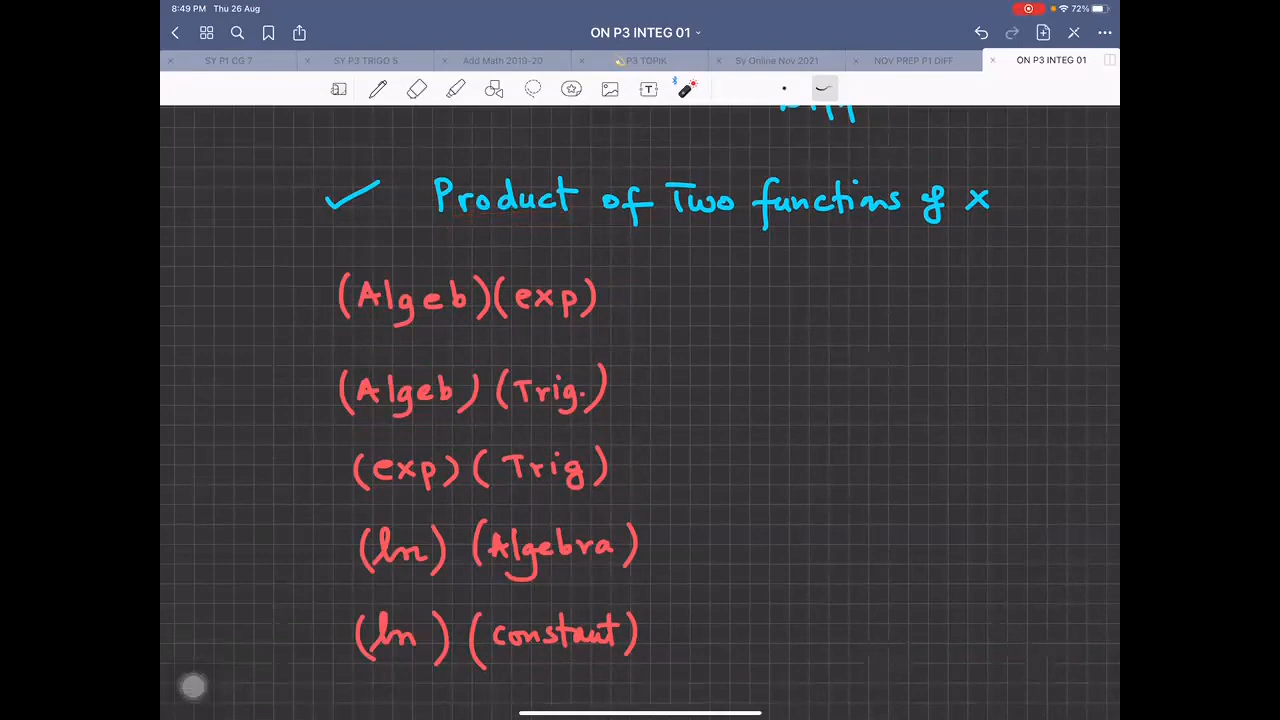 8:49 PM Thu 26 Aug
72%
ON P3 INTEG 01
SY P1 CG 7
SY P3 TRIGO 5
Add Math 2019-20
P3 TOPIK
Sy Online Nov 2021
NOV PREP P1 DIFF
ON P3 INTEG 01
✓ Product of Two functions of x
(Algeb)(exp)
(Algeb)(Trig.)
(exp)(Trig)
(ln)(Algebra)
(ln)(constant)